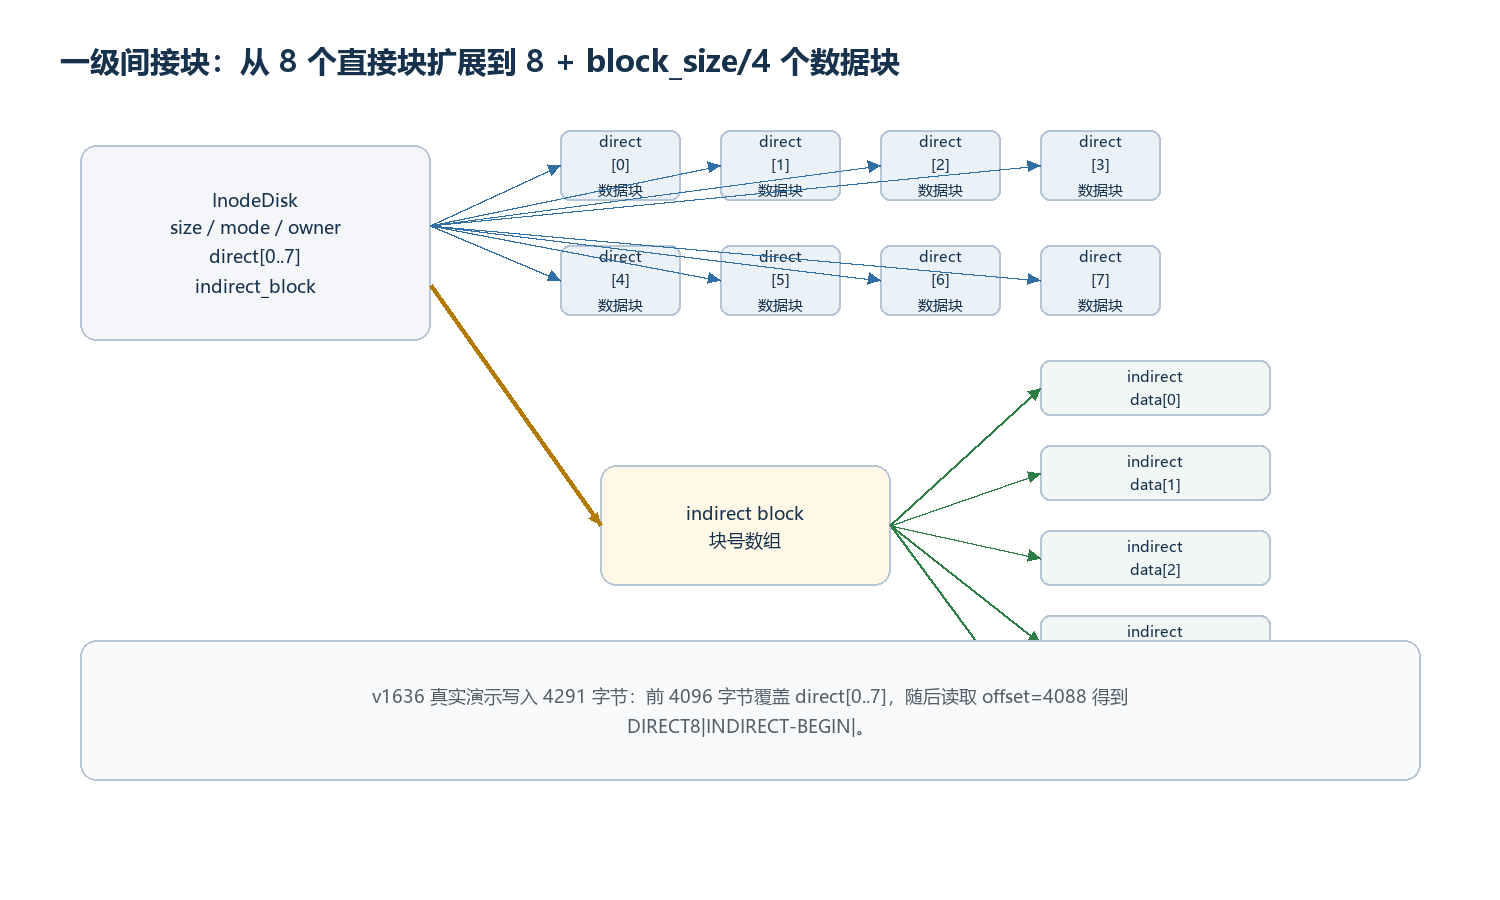 一级间接块：从 8 个直接块扩展到 8 + block_size/4 个数据块
InodeDisk
size / mode / owner
direct[0..7]
indirect_block
direct
[0]
数据块
direct
[1]
数据块
direct
[2]
数据块
direct
[3]
数据块
direct
[4]
数据块
direct
[5]
数据块
direct
[6]
数据块
direct
[7]
数据块
indirect
data[0]
indirect
data[1]
indirect block
块号数组
indirect
data[2]
indirect
v1636 真实演示写入 4291 字节：前 4096 字节覆盖 direct[0..7]，随后读取 offset=4088 得到
DIRECT8|INDIRECT-BEGIN|。